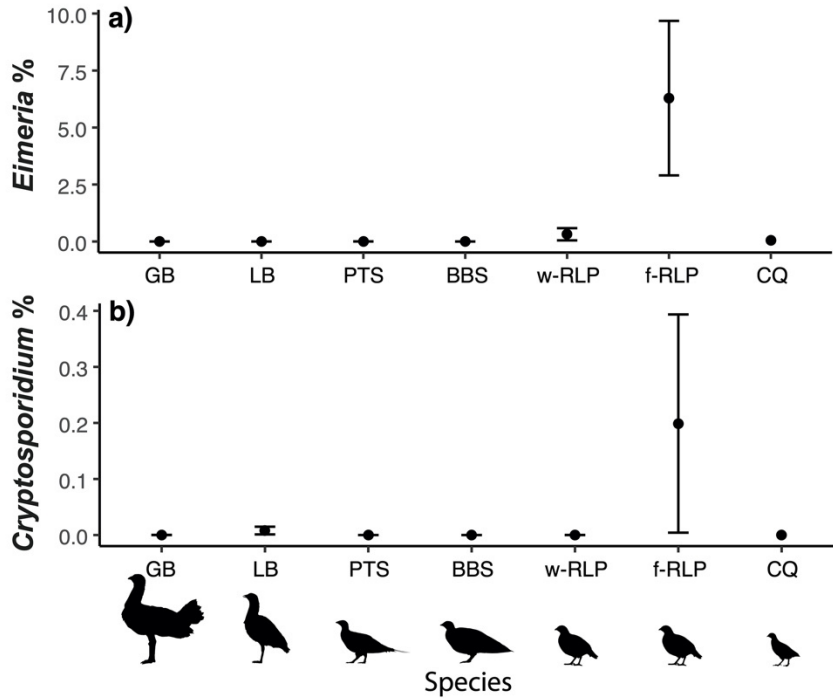 a)
Eimeria %
10.0
7.5
5.0
2.5
0.0
GB LB PTS BBS w-RLP f-RLP CQ
b)
Cryptosporidium %
0.4
0.3
0.2
0.1
0.0
GB LB PTS BBS w-RLP f-RLP CQ
Species